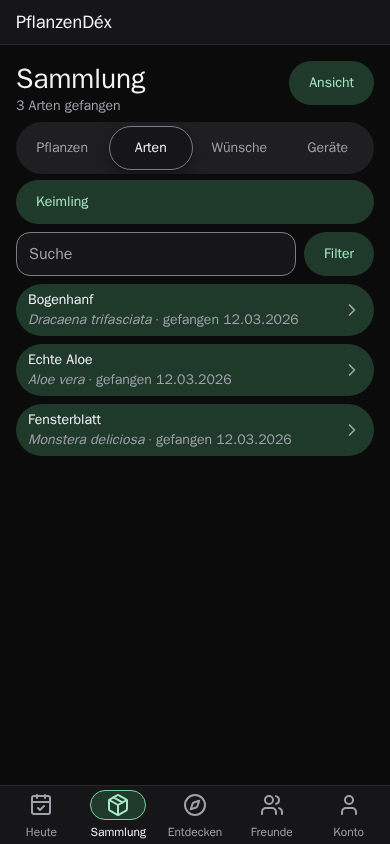 PflanzenDéx
Sammlung
Ansicht
3 Arten gefangen
Pflanzen Arten Wünsche Geräte
Keimling
Suche Filter
Bogenhanf
Dracaena trifasciata · gefangen 12.03.2026
Echte Aloe
Aloe vera · gefangen 12.03.2026
Fensterblatt
Monstera deliciosa · gefangen 12.03.2026
Heute Sammlung Entdecken Freunde Konto